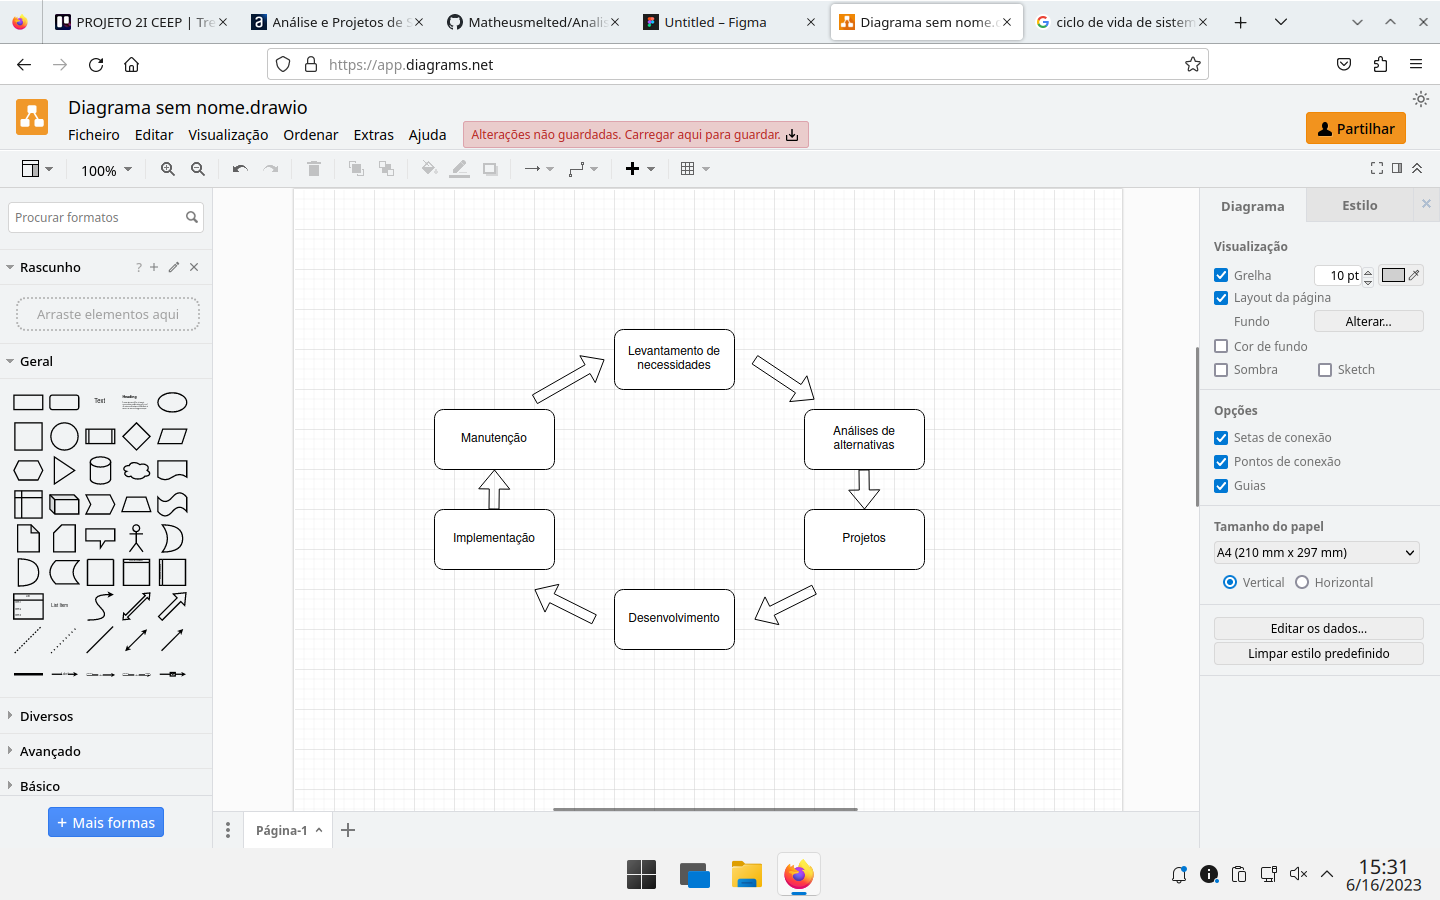 PROJETO 2I CEEP | Tre
Análise e Projetos de S
Matheusmelted/Analis
Untitled – Figma
Diagrama sem nome.d
ciclo de vida de sistem
https://app.diagrams.net
Diagrama sem nome.drawio
Ficheiro Editar Visualização Ordenar Extras Ajuda
Alterações não guardadas. Carregar aqui para guardar.
Partilhar
100%
Procurar formatos
Rascunho
?
Arraste elementos aqui
Geral
Text
Heading
List Item
Diversos
Avançado
Básico
+ Mais formas
Levantamento de
necessidades
Manutenção
Análises de
alternativas
Implementação
Projetos
Desenvolvimento
Página-1
Diagrama
Estilo
Visualização
Grelha
10 pt
Layout da página
Fundo
Alterar...
Cor de fundo
Sombra
Sketch
Opções
Setas de conexão
Pontos de conexão
Guias
Tamanho do papel
A4 (210 mm x 297 mm)
Vertical
Horizontal
Editar os dados...
Limpar estilo predefinido
15:31
6/16/2023